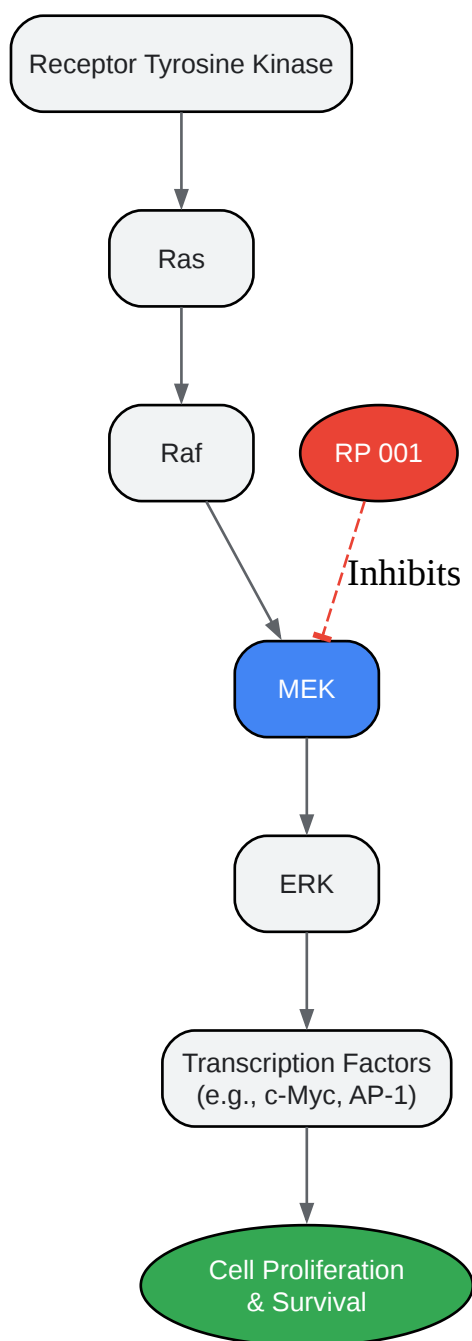 Receptor Tyrosine Kinase
Ras
Raf
RP 001
Inhibits
MEK
ERK
Transcription Factors
(e.g., c-Myc, AP-1)
Cell Proliferation
& Survival